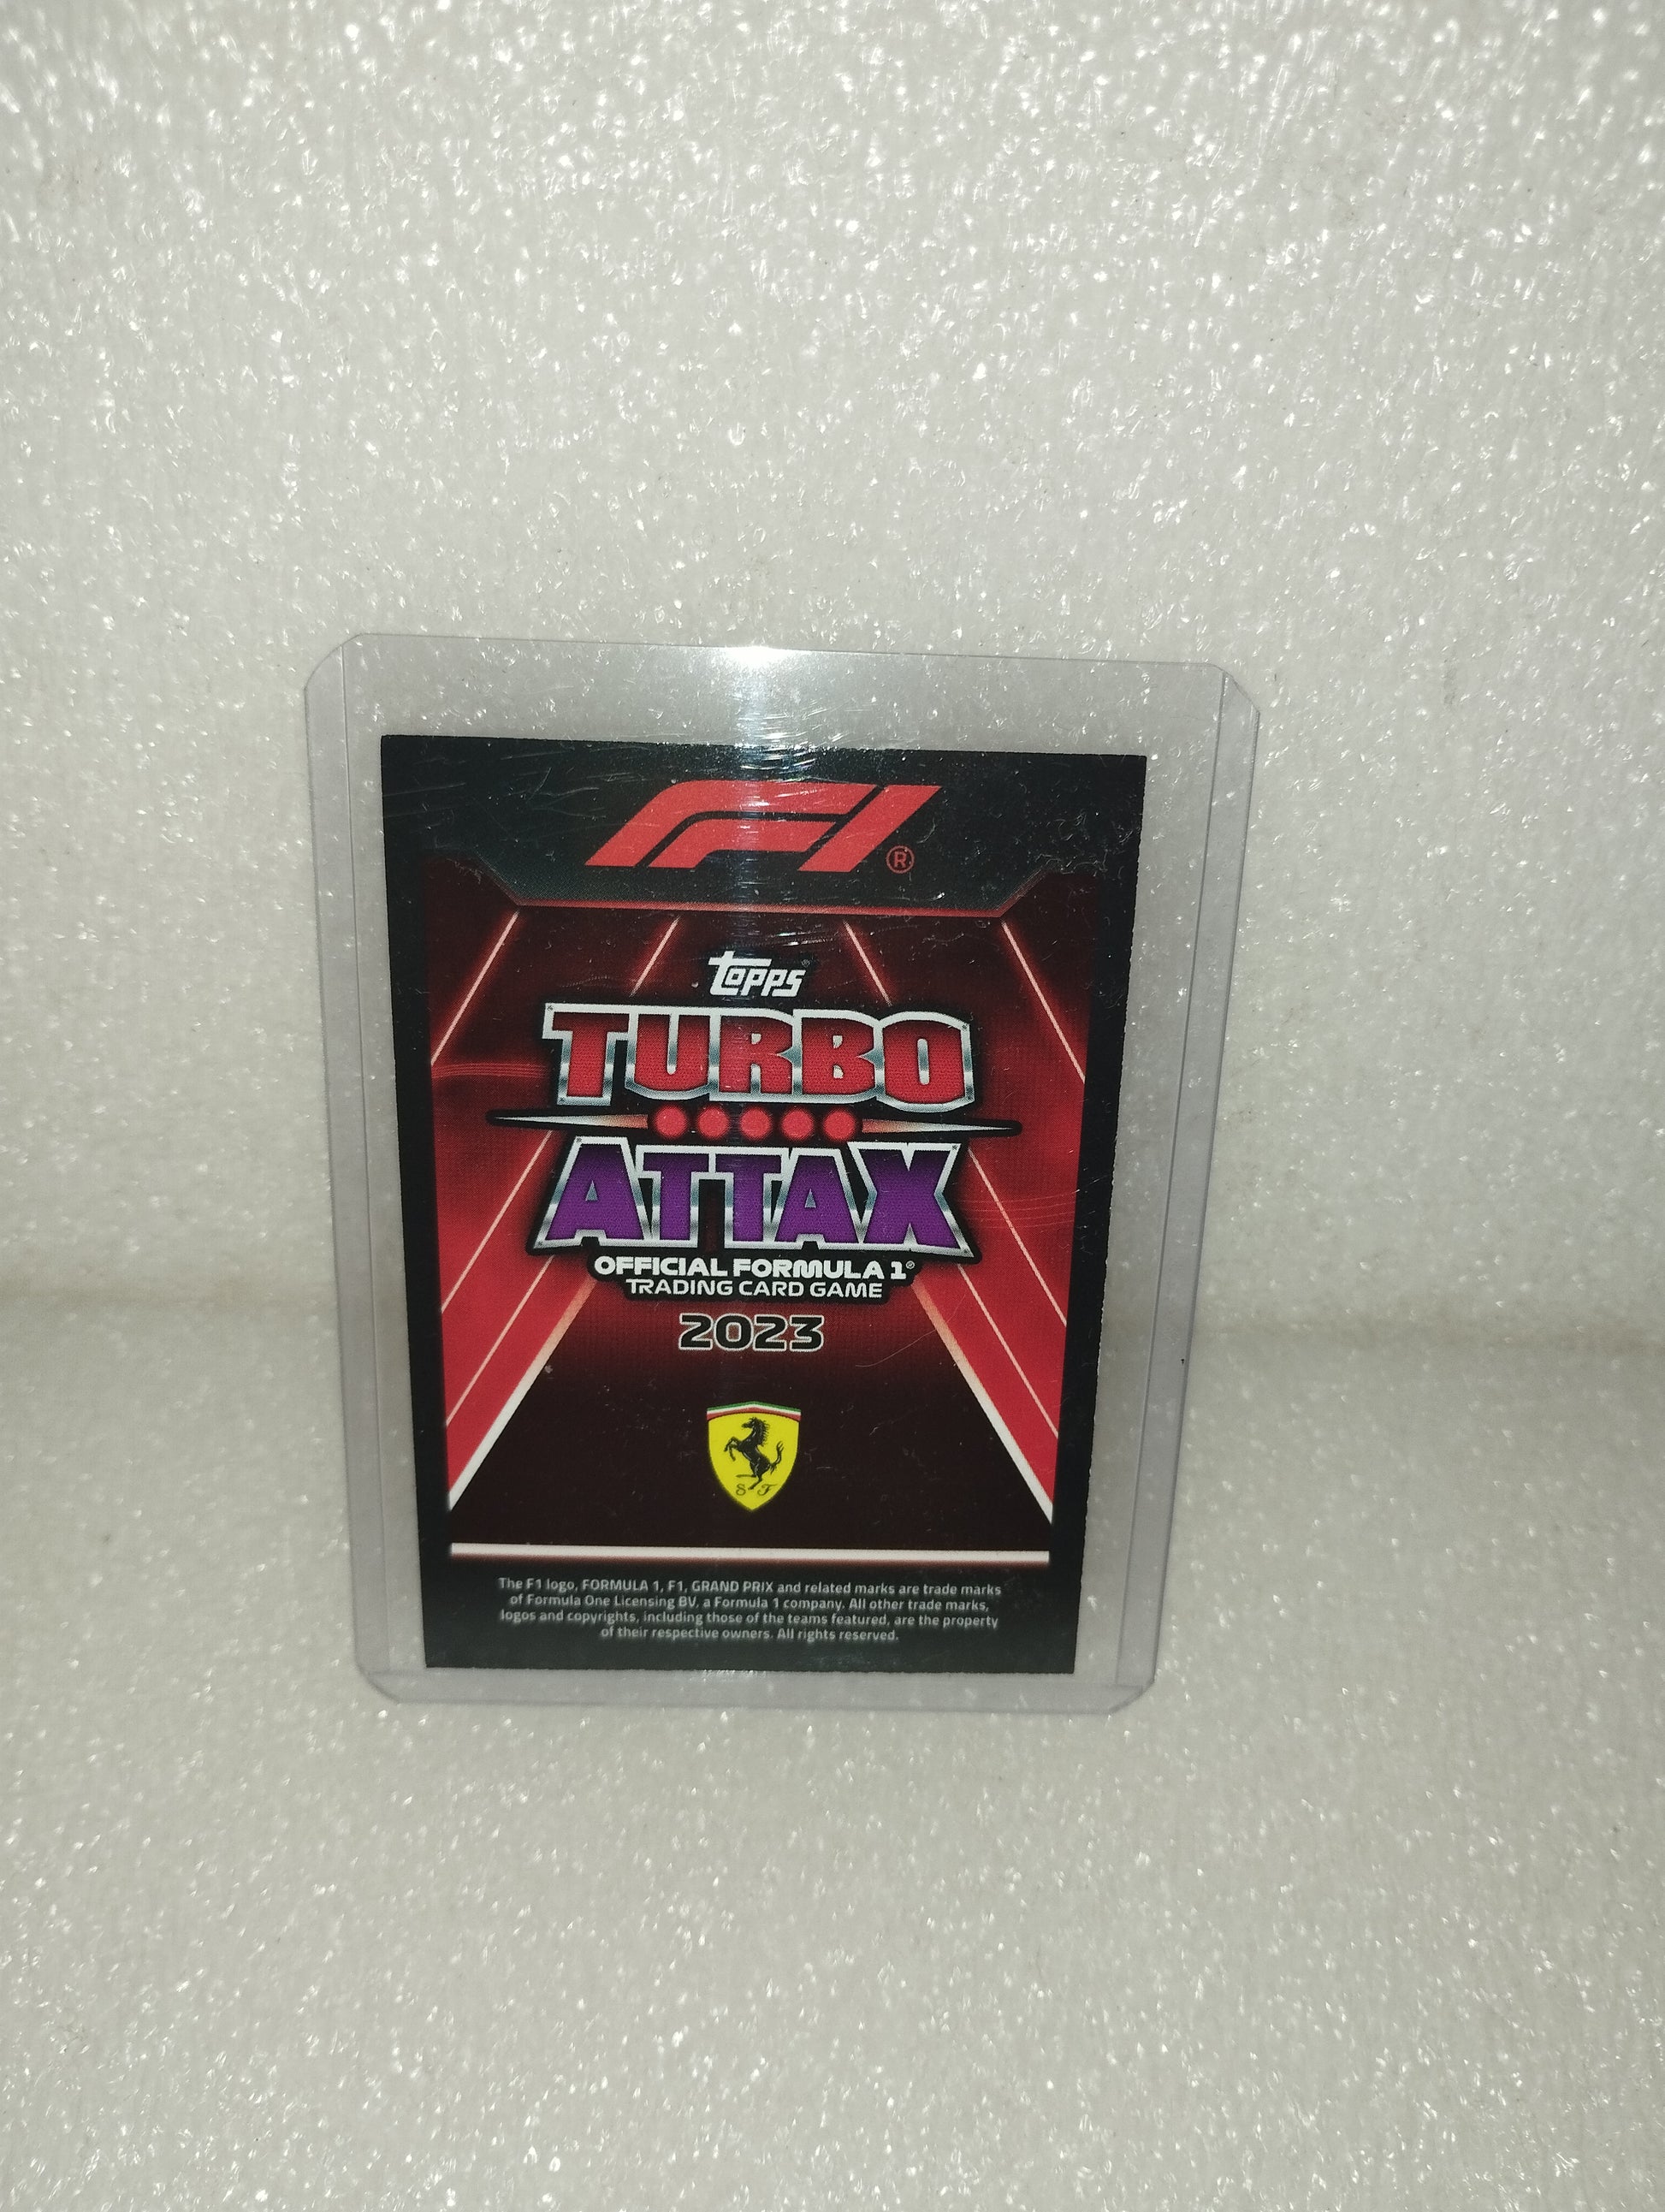 F1®
Topps
TURBO
ATTAX
OFFICIAL FORMULA 1®
TRADING CARD GAME
2023
S F
The F1 logo, FORMULA 1, F1, GRAND PRIX and related marks are trade marks
of Formula One Licensing BV, a Formula 1 company. All other trade marks,
logos and copyrights, including those of the teams featured, are the property
of their respective owners. All rights reserved.